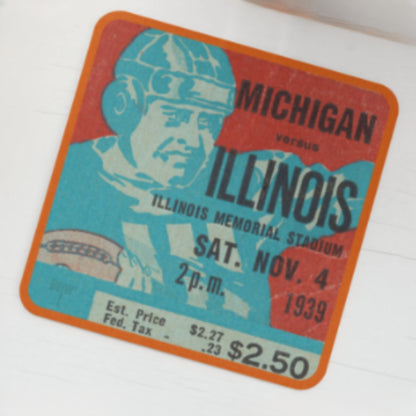 MICHIGAN
versus
ILLINOIS
ILLINOIS MEMORIAL STADIUM
SAT. NOV. 4
2 p.m. 1939
Est. Price $2.27
Fed. Tax - .23
$2.50